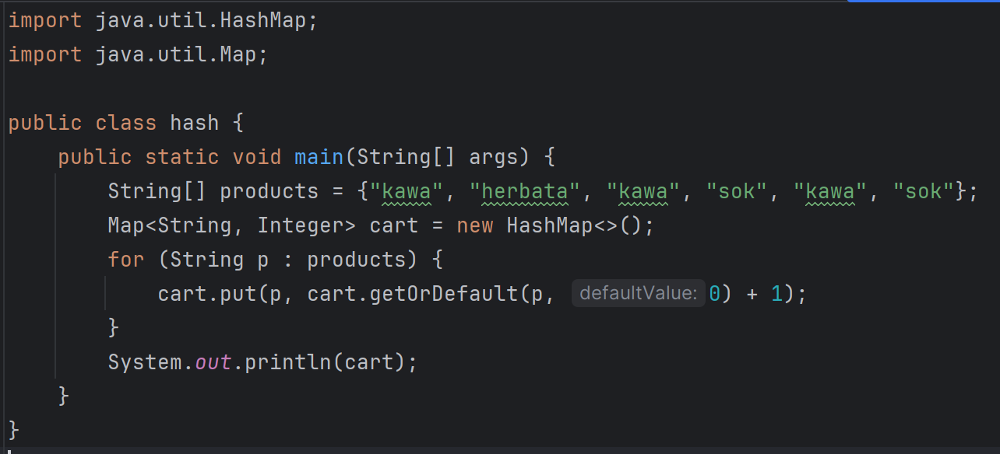 import java.util.HashMap;
import java.util.Map;
public class hash {
    public static void main(String[] args) {
        String[] products = {"kawa", "herbata", "kawa", "sok", "kawa", "sok"};
        Map<String, Integer> cart = new HashMap<>();
        for (String p : products) {
            cart.put(p, cart.getOrDefault(p, defaultValue: 0) + 1);
        }
        System.out.println(cart);
    }
}